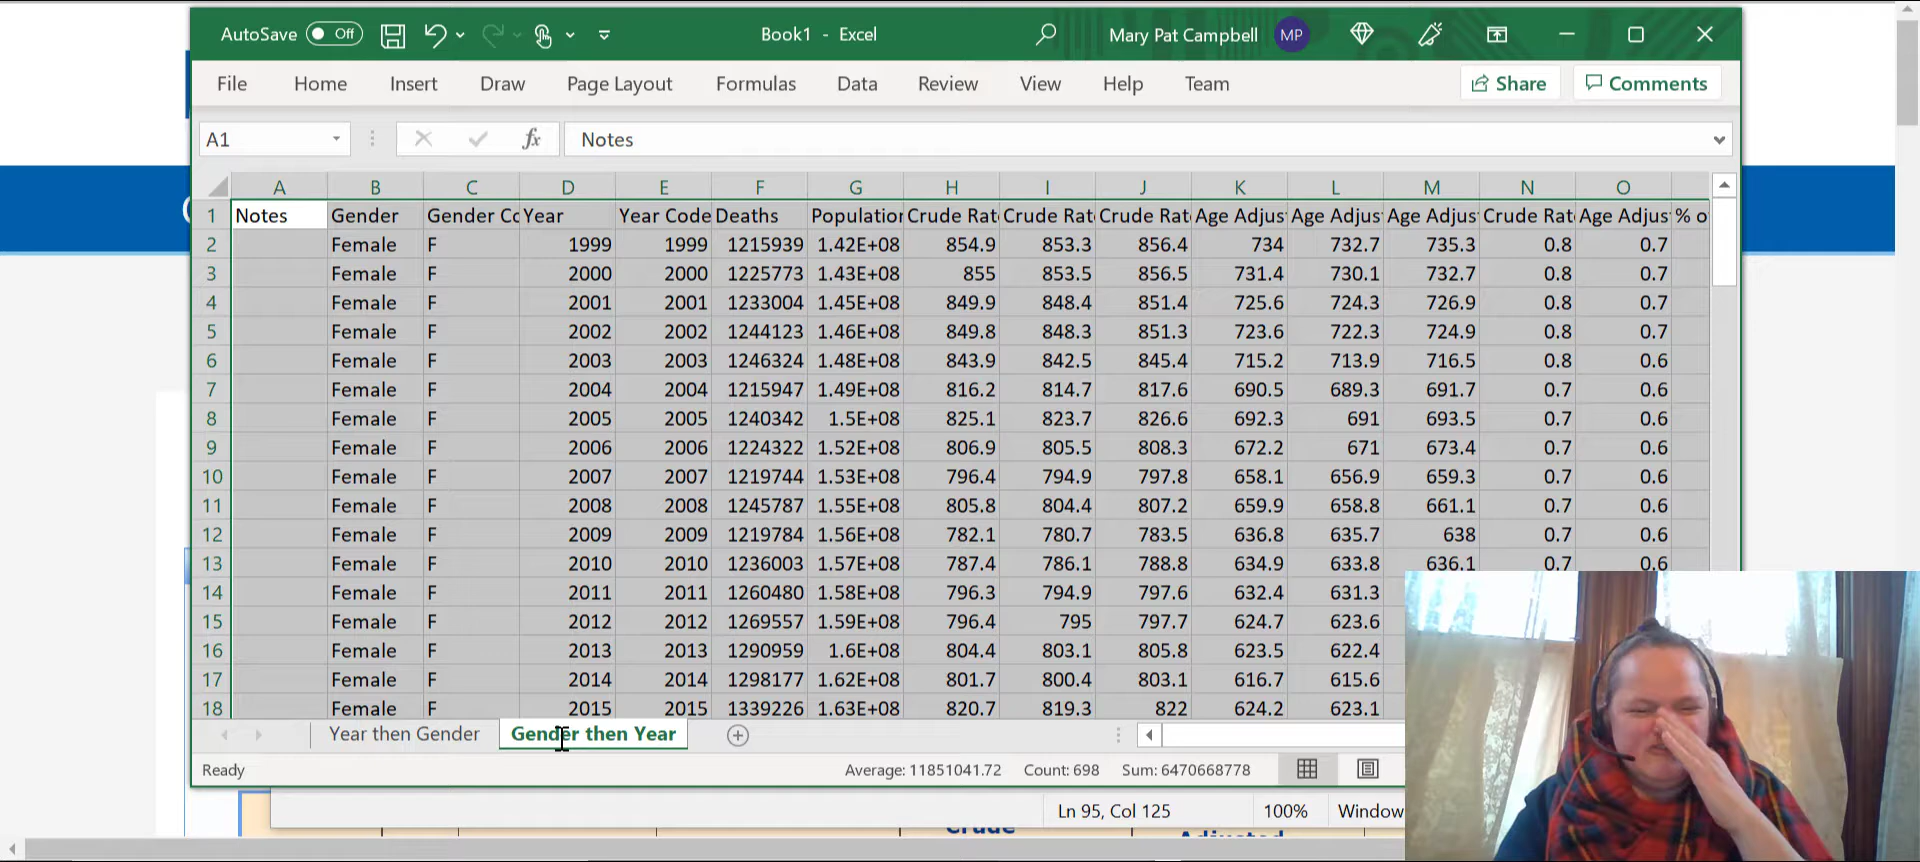 AutoSave Off Book1 - Excel Mary Pat Campbell MP
File Home Insert Draw Page Layout Formulas Data Review View Help Team Share Comments
A1 fx Notes
A B C D E F G H I J K L M N O
1 Notes Gender Gender Co Year Year Code Deaths Population Crude Rat Crude Rat Crude Rat Age Adjus Age Adjus Age Adjus Crude Rat Age Adjus % o
2 Female F 1999 1999 1215939 1.42E+08 854.9 853.3 856.4 734 732.7 735.3 0.8 0.7
3 Female F 2000 2000 1225773 1.43E+08 855 853.5 856.5 731.4 730.1 732.7 0.8 0.7
4 Female F 2001 2001 1233004 1.45E+08 849.9 848.4 851.4 725.6 724.3 726.9 0.8 0.7
5 Female F 2002 2002 1244123 1.46E+08 849.8 848.3 851.3 723.6 722.3 724.9 0.8 0.7
6 Female F 2003 2003 1246324 1.48E+08 843.9 842.5 845.4 715.2 713.9 716.5 0.8 0.6
7 Female F 2004 2004 1215947 1.49E+08 816.2 814.7 817.6 690.5 689.3 691.7 0.7 0.6
8 Female F 2005 2005 1240342 1.5E+08 825.1 823.7 826.6 692.3 691 693.5 0.7 0.6
9 Female F 2006 2006 1224322 1.52E+08 806.9 805.5 808.3 672.2 671 673.4 0.7 0.6
10 Female F 2007 2007 1219744 1.53E+08 796.4 794.9 797.8 658.1 656.9 659.3 0.7 0.6
11 Female F 2008 2008 1245787 1.55E+08 805.8 804.4 807.2 659.9 658.8 661.1 0.7 0.6
12 Female F 2009 2009 1219784 1.56E+08 782.1 780.7 783.5 636.8 635.7 638 0.7 0.6
13 Female F 2010 2010 1236003 1.57E+08 787.4 786.1 788.8 634.9 633.8 636.1 0.7 0.6
14 Female F 2011 2011 1260480 1.58E+08 796.3 794.9 797.6 632.4 631.3
15 Female F 2012 2012 1269557 1.59E+08 796.4 795 797.7 624.7 623.6
16 Female F 2013 2013 1290959 1.6E+08 804.4 803.1 805.8 623.5 622.4
17 Female F 2014 2014 1298177 1.62E+08 801.7 800.4 803.1 616.7 615.6
18 Female F 2015 2015 1339226 1.63E+08 820.7 819.3 822 624.2 623.1
Year then Gender Gender then Year
Ready Average: 11851041.72 Count: 698 Sum: 6470668778
Ln 95, Col 125 100% Window
Crude Adjusted